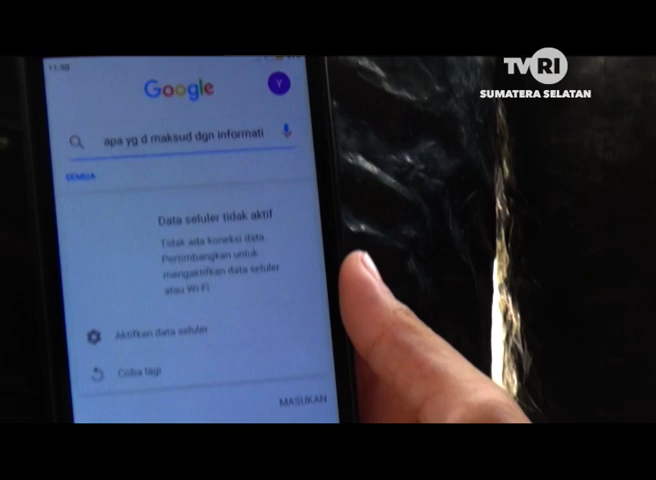 11:50
TVRI
SUMATERA SELATAN
Google
Y
apa yg d maksud dgn informati
SEMUA
Data seluler tidak aktif
Tidak ada koneksi data.
Pertimbangkan untuk
mengaktifkan data seluler
atau Wi-Fi.
Aktifkan data seluler
Coba lagi
MASUKAN